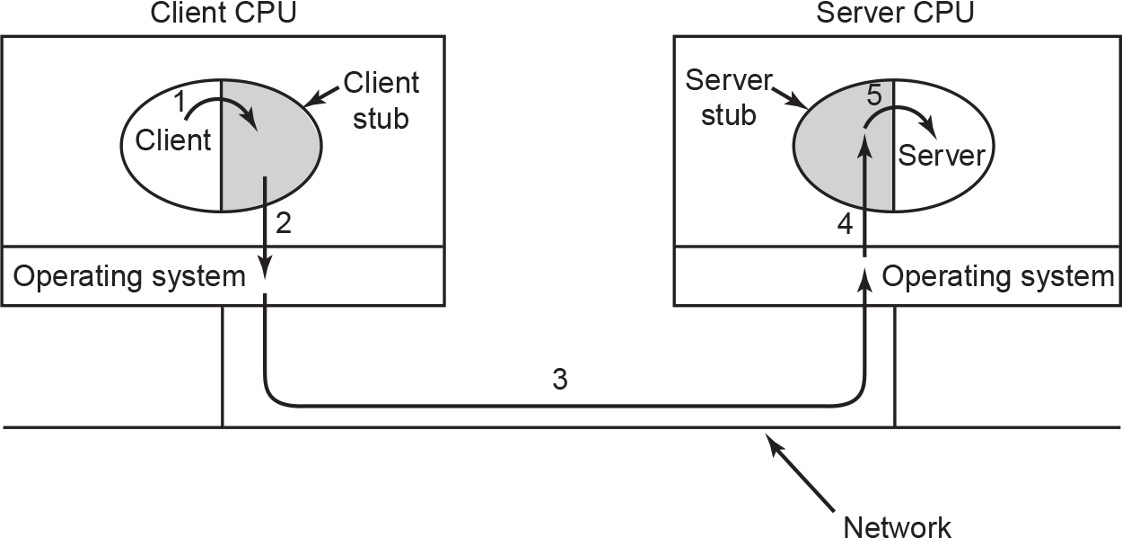 Client CPU
Server CPU
1
Client
Client
stub
Server
stub
5
Server
2
4
Operating system
Operating system
3
Network